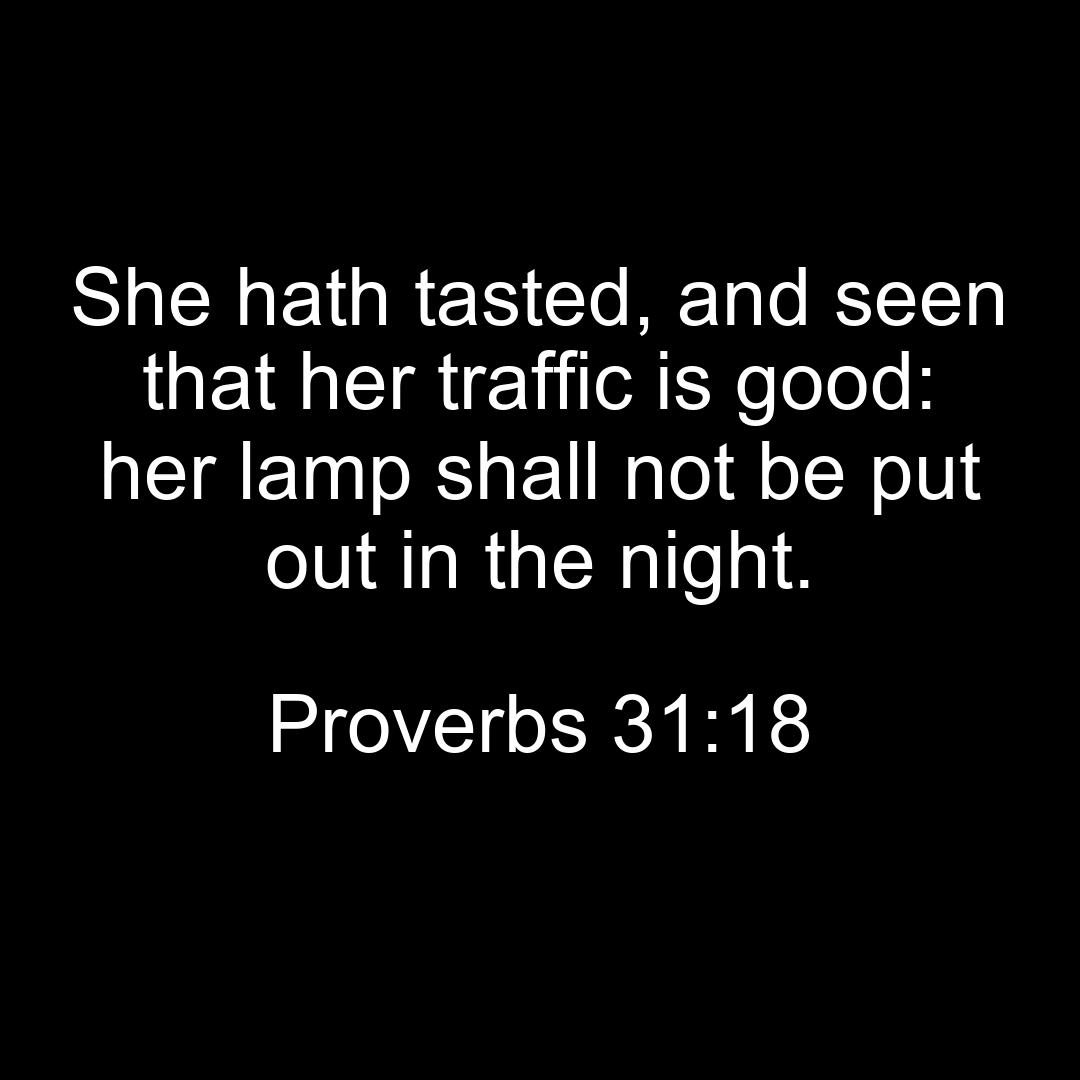 She hath tasted, and seen
that her traffic is good:
her lamp shall not be put
out in the night.
Proverbs 31:18